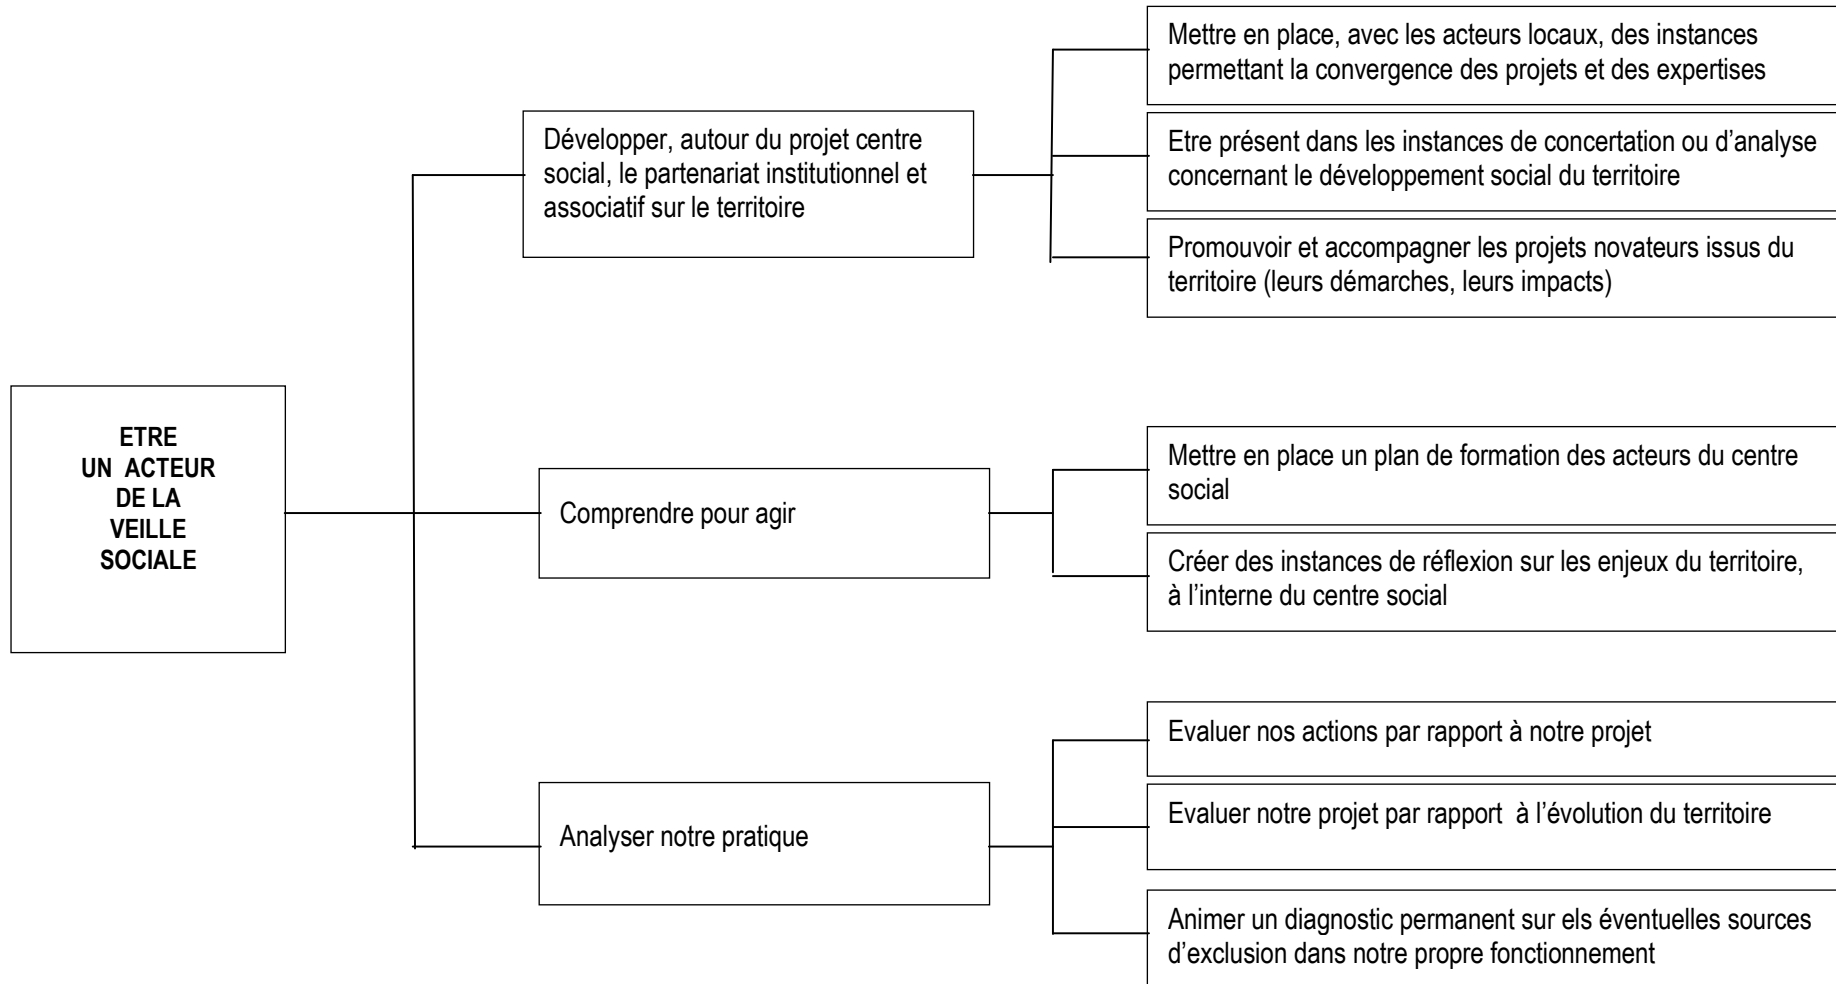 ETRE
UN ACTEUR
DE LA
VEILLE
SOCIALE
Développer, autour du projet centre
social, le partenariat institutionnel et
associatif sur le territoire
Mettre en place, avec les acteurs locaux, des instances
permettant la convergence des projets et des expertises
Etre présent dans les instances de concertation ou d’analyse
concernant le développement social du territoire
Promouvoir et accompagner les projets novateurs issus du
territoire (leurs démarches, leurs impacts)
Comprendre pour agir
Mettre en place un plan de formation des acteurs du centre
social
Créer des instances de réflexion sur les enjeux du territoire,
à l’interne du centre social
Analyser notre pratique
Evaluer nos actions par rapport à notre projet
Evaluer notre projet par rapport à l’évolution du territoire
Animer un diagnostic permanent sur els éventuelles sources
d’exclusion dans notre propre fonctionnement